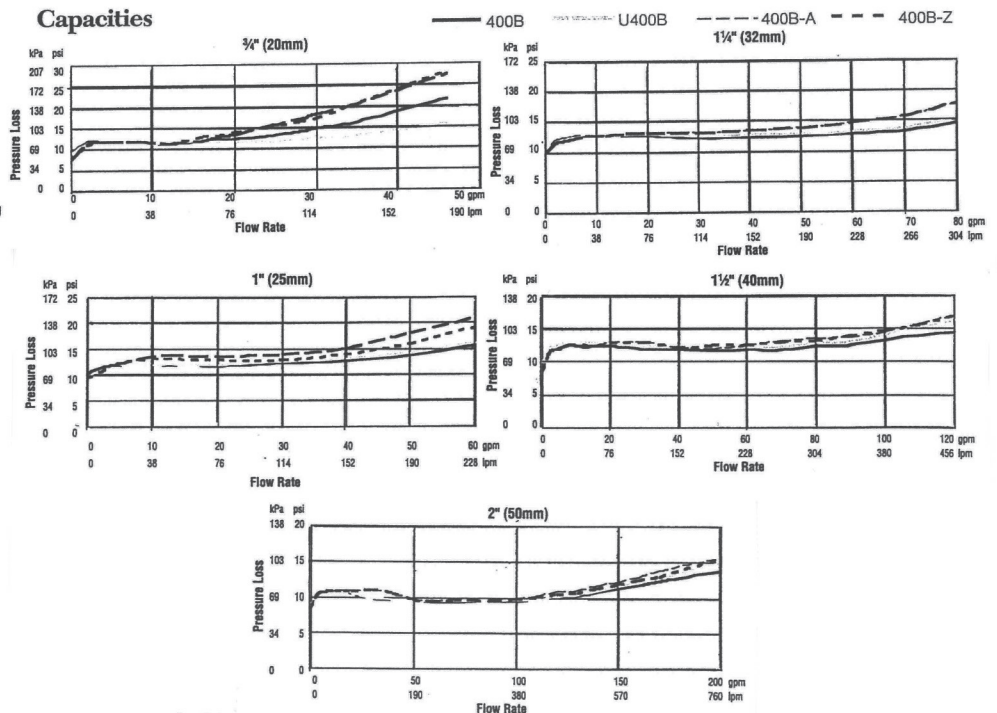 Capacities
400B U400B 400B-A 400B-Z
¾" (20mm)
kPa psi
207 30
172 25
138 20
103 15
69 10
34 5
0 0
Pressure Loss
0 10 20 30 40 50 gpm
0 38 76 114 152 190 lpm
Flow Rate
1¼" (32mm)
kPa psi
172 25
138 20
103 15
69 10
34 5
0 0
Pressure Loss
0 10 20 30 40 50 60 70 80 gpm
0 38 76 114 152 190 228 266 304 lpm
Flow Rate
1" (25mm)
kPa psi
172 25
138 20
103 15
69 10
34 5
0 0
Pressure Loss
0 10 20 30 40 50 60 gpm
0 38 76 114 152 190 228 lpm
Flow Rate
1½" (40mm)
kPa psi
138 20
103 15
69 10
34 5
0 0
Pressure Loss
0 20 40 60 80 100 120 gpm
0 76 152 228 304 380 456 lpm
Flow Rate
2" (50mm)
kPa psi
138 20
103 15
69 10
34 5
0 0
Pressure Loss
0 50 100 150 200 gpm
0 190 380 570 760 lpm
Flow Rate